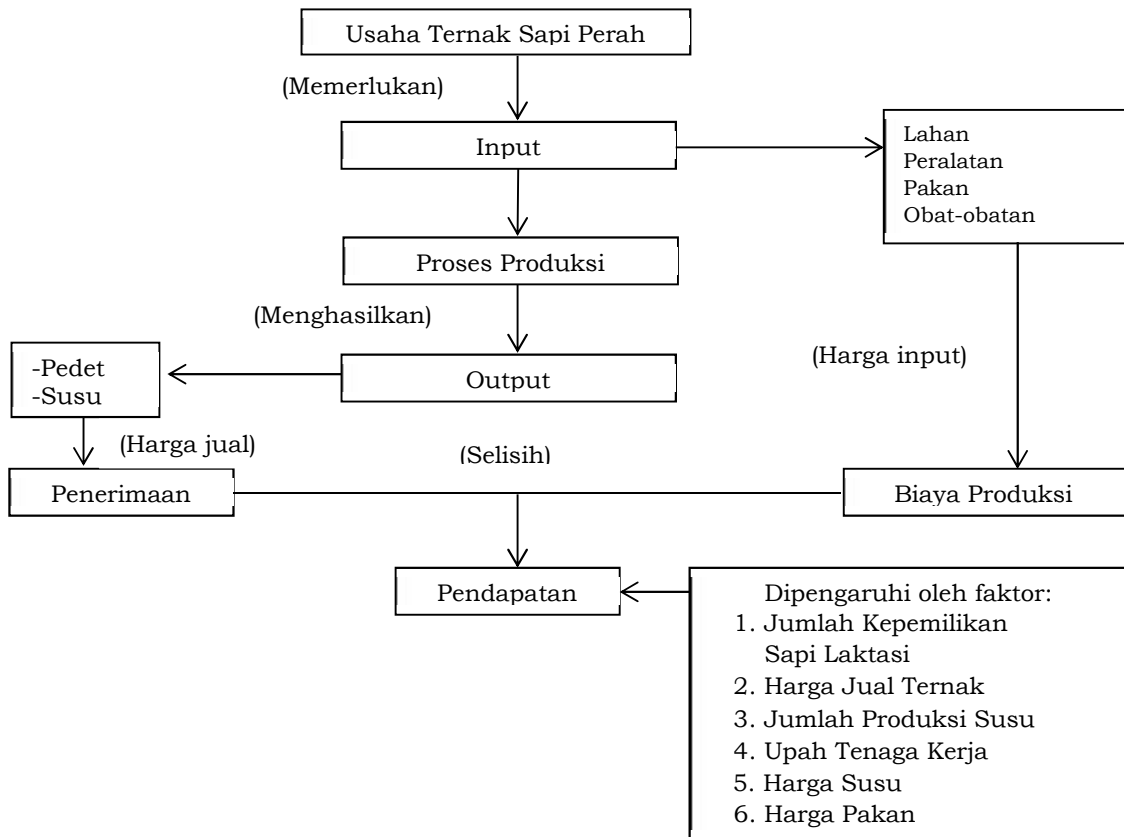 Usaha Ternak Sapi Perah
(Memerlukan)
Input
Lahan
Peralatan
Pakan
Obat-obatan
Proses Produksi
(Menghasilkan)
(Harga input)
-Pedet
-Susu
Output
(Harga jual)
(Selisih)
Penerimaan
Biaya Produksi
Pendapatan
Dipengaruhi oleh faktor:
1. Jumlah Kepemilikan
Sapi Laktasi
2. Harga Jual Ternak
3. Jumlah Produksi Susu
4. Upah Tenaga Kerja
5. Harga Susu
6. Harga Pakan